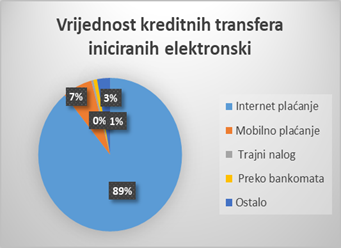 Vrijednost kreditnih transfera
iniciranih elektronski
7%
3%
0%
1%
89%
Internet plaćanje
Mobilno plaćanje
Trajni nalog
Preko bankomata
Ostalo